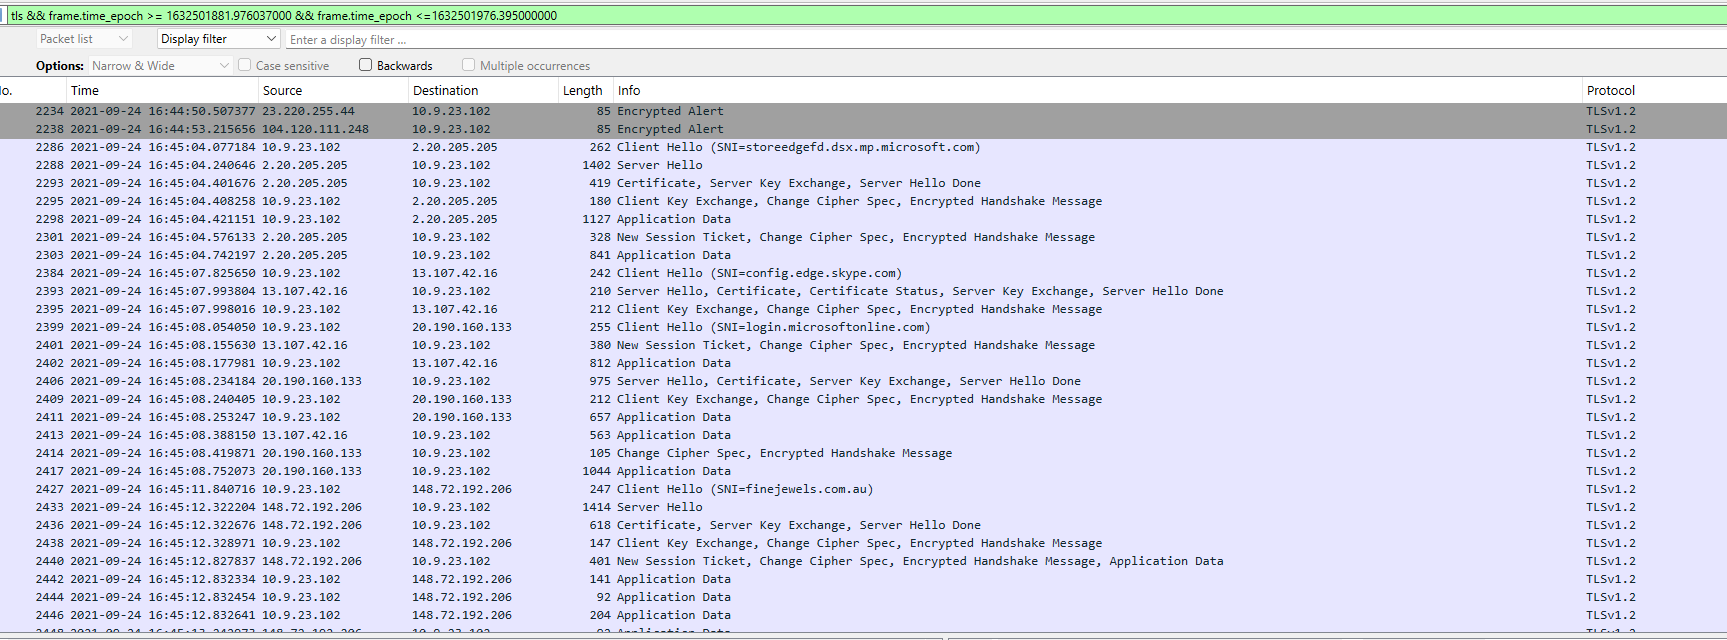 tls && frame.time_epoch >= 1632501881.976037000 && frame.time_epoch <=1632501976.395000000
Packet list Display filter Enter a display filter ...
Options: Narrow & Wide Case sensitive Backwards Multiple occurrences
o. Time Source Destination Length Info Protocol
2234 2021-09-24 16:44:50.507377 23.220.255.44 10.9.23.102 85 Encrypted Alert TLSv1.2
2238 2021-09-24 16:44:53.215656 104.120.111.248 10.9.23.102 85 Encrypted Alert TLSv1.2
2286 2021-09-24 16:45:04.077184 10.9.23.102 2.20.205.205 262 Client Hello (SNI=storeedgefd.dsx.mp.microsoft.com) TLSv1.2
2288 2021-09-24 16:45:04.240646 2.20.205.205 10.9.23.102 1402 Server Hello TLSv1.2
2293 2021-09-24 16:45:04.401676 2.20.205.205 10.9.23.102 419 Certificate, Server Key Exchange, Server Hello Done TLSv1.2
2295 2021-09-24 16:45:04.408258 10.9.23.102 2.20.205.205 180 Client Key Exchange, Change Cipher Spec, Encrypted Handshake Message TLSv1.2
2298 2021-09-24 16:45:04.421151 10.9.23.102 2.20.205.205 1127 Application Data TLSv1.2
2301 2021-09-24 16:45:04.576133 2.20.205.205 10.9.23.102 328 New Session Ticket, Change Cipher Spec, Encrypted Handshake Message TLSv1.2
2303 2021-09-24 16:45:04.742197 2.20.205.205 10.9.23.102 841 Application Data TLSv1.2
2384 2021-09-24 16:45:07.825650 10.9.23.102 13.107.42.16 242 Client Hello (SNI=config.edge.skype.com) TLSv1.2
2393 2021-09-24 16:45:07.993804 13.107.42.16 10.9.23.102 210 Server Hello, Certificate, Certificate Status, Server Key Exchange, Server Hello Done TLSv1.2
2395 2021-09-24 16:45:07.998016 10.9.23.102 13.107.42.16 212 Client Key Exchange, Change Cipher Spec, Encrypted Handshake Message TLSv1.2
2399 2021-09-24 16:45:08.054050 10.9.23.102 20.190.160.133 255 Client Hello (SNI=login.microsoftonline.com) TLSv1.2
2401 2021-09-24 16:45:08.155630 13.107.42.16 10.9.23.102 380 New Session Ticket, Change Cipher Spec, Encrypted Handshake Message TLSv1.2
2402 2021-09-24 16:45:08.177981 10.9.23.102 13.107.42.16 812 Application Data TLSv1.2
2406 2021-09-24 16:45:08.234184 20.190.160.133 10.9.23.102 975 Server Hello, Certificate, Server Key Exchange, Server Hello Done TLSv1.2
2409 2021-09-24 16:45:08.240405 10.9.23.102 20.190.160.133 212 Client Key Exchange, Change Cipher Spec, Encrypted Handshake Message TLSv1.2
2411 2021-09-24 16:45:08.253247 10.9.23.102 20.190.160.133 657 Application Data TLSv1.2
2413 2021-09-24 16:45:08.388150 13.107.42.16 10.9.23.102 563 Application Data TLSv1.2
2414 2021-09-24 16:45:08.419871 20.190.160.133 10.9.23.102 105 Change Cipher Spec, Encrypted Handshake Message TLSv1.2
2417 2021-09-24 16:45:08.752073 20.190.160.133 10.9.23.102 1044 Application Data TLSv1.2
2427 2021-09-24 16:45:11.840716 10.9.23.102 148.72.192.206 247 Client Hello (SNI=finejewels.com.au) TLSv1.2
2433 2021-09-24 16:45:12.322204 148.72.192.206 10.9.23.102 1414 Server Hello TLSv1.2
2436 2021-09-24 16:45:12.322676 148.72.192.206 10.9.23.102 618 Certificate, Server Key Exchange, Server Hello Done TLSv1.2
2438 2021-09-24 16:45:12.328971 10.9.23.102 148.72.192.206 147 Client Key Exchange, Change Cipher Spec, Encrypted Handshake Message TLSv1.2
2440 2021-09-24 16:45:12.827837 148.72.192.206 10.9.23.102 401 New Session Ticket, Change Cipher Spec, Encrypted Handshake Message, Application Data TLSv1.2
2442 2021-09-24 16:45:12.832334 10.9.23.102 148.72.192.206 141 Application Data TLSv1.2
2444 2021-09-24 16:45:12.832454 10.9.23.102 148.72.192.206 92 Application Data TLSv1.2
2446 2021-09-24 16:45:12.832641 10.9.23.102 148.72.192.206 204 Application Data TLSv1.2